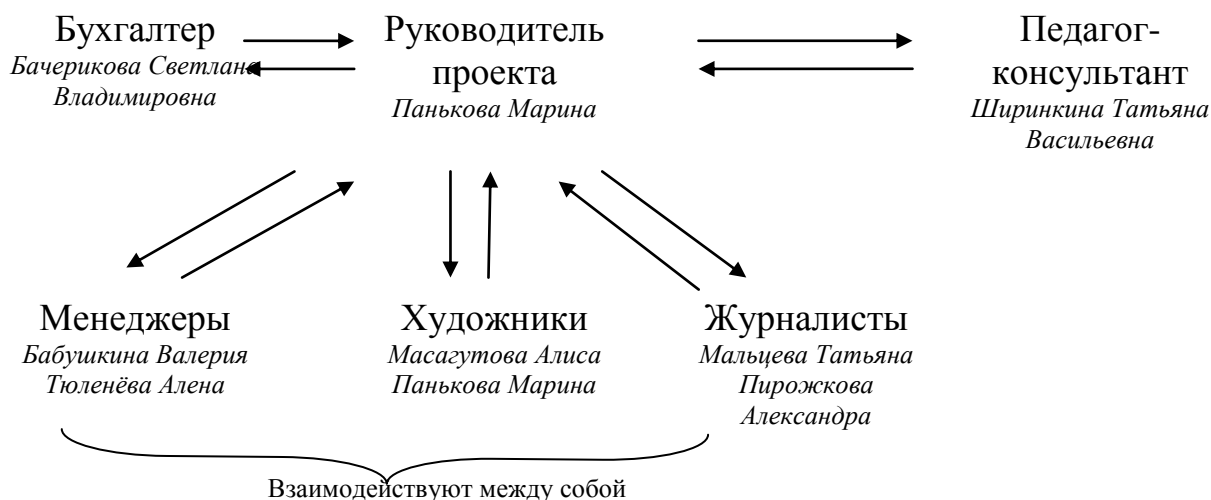 Бухгалтер
Бачерикова Светлана
Владимировна
Руководитель
проекта
Панькова Марина
Педагог-
консультант
Ширинкина Татьяна
Васильевна
Менеджеры
Бабушкина Валерия
Тюленёва Алена
Художники
Масагутова Алиса
Панькова Марина
Журналисты
Мальцева Татьяна
Пирожкова
Александра
Взаимодействуют между собой